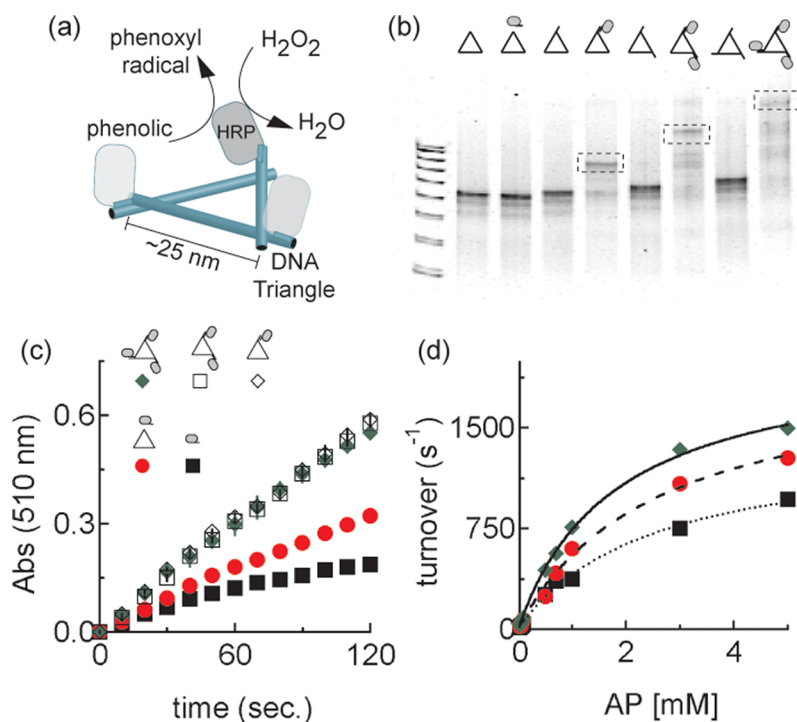 (a)
phenoxyl
radical
H₂O₂
phenolic
HRP
H₂O
~25 nm
DNA
Triangle
(b)
(c)
Abs (510 nm)
0.6
0.3
0.0
0
60
120
time (sec.)
(d)
turnover (s⁻¹)
1500
750
0
0
2
4
AP [mM]